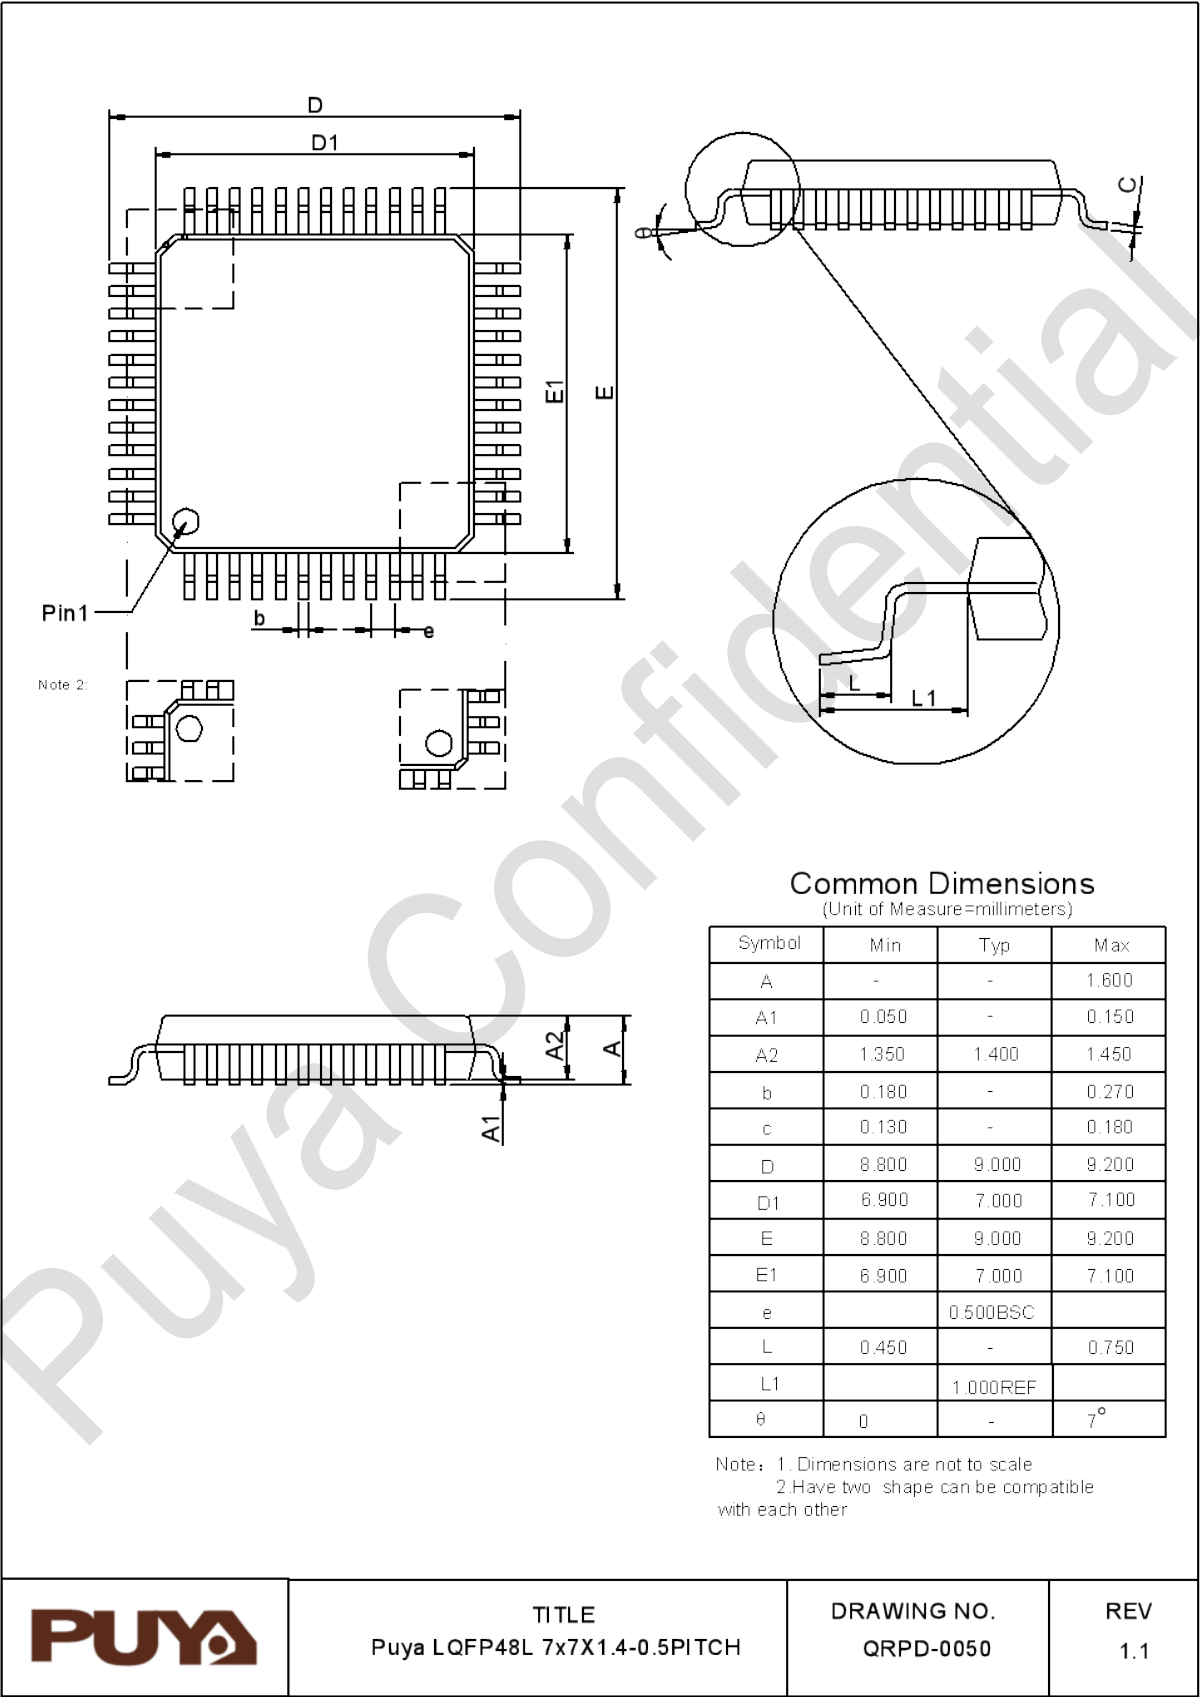 D
D1
C
θ
E1
E
Pin1
b
e
Note 2:
L
L1
A2
A
A1
Puya Confidential
Common Dimensions
(Unit of Measure=millimeters)
Symbol Min Typ Max
A - - 1.600
A1 0.050 - 0.150
A2 1.350 1.400 1.450
b 0.180 - 0.270
c 0.130 - 0.180
D 8.800 9.000 9.200
D1 6.900 7.000 7.100
E 8.800 9.000 9.200
E1 6.900 7.000 7.100
e 0.500BSC
L 0.450 - 0.750
L1 1.000REF
θ 0 - 7°
Note：1. Dimensions are not to scale
2.Have two shape can be compatible
with each other
PUYA
TITLE
Puya LQFP48L 7x7X1.4-0.5PITCH
DRAWING NO.
QRPD-0050
REV
1.1